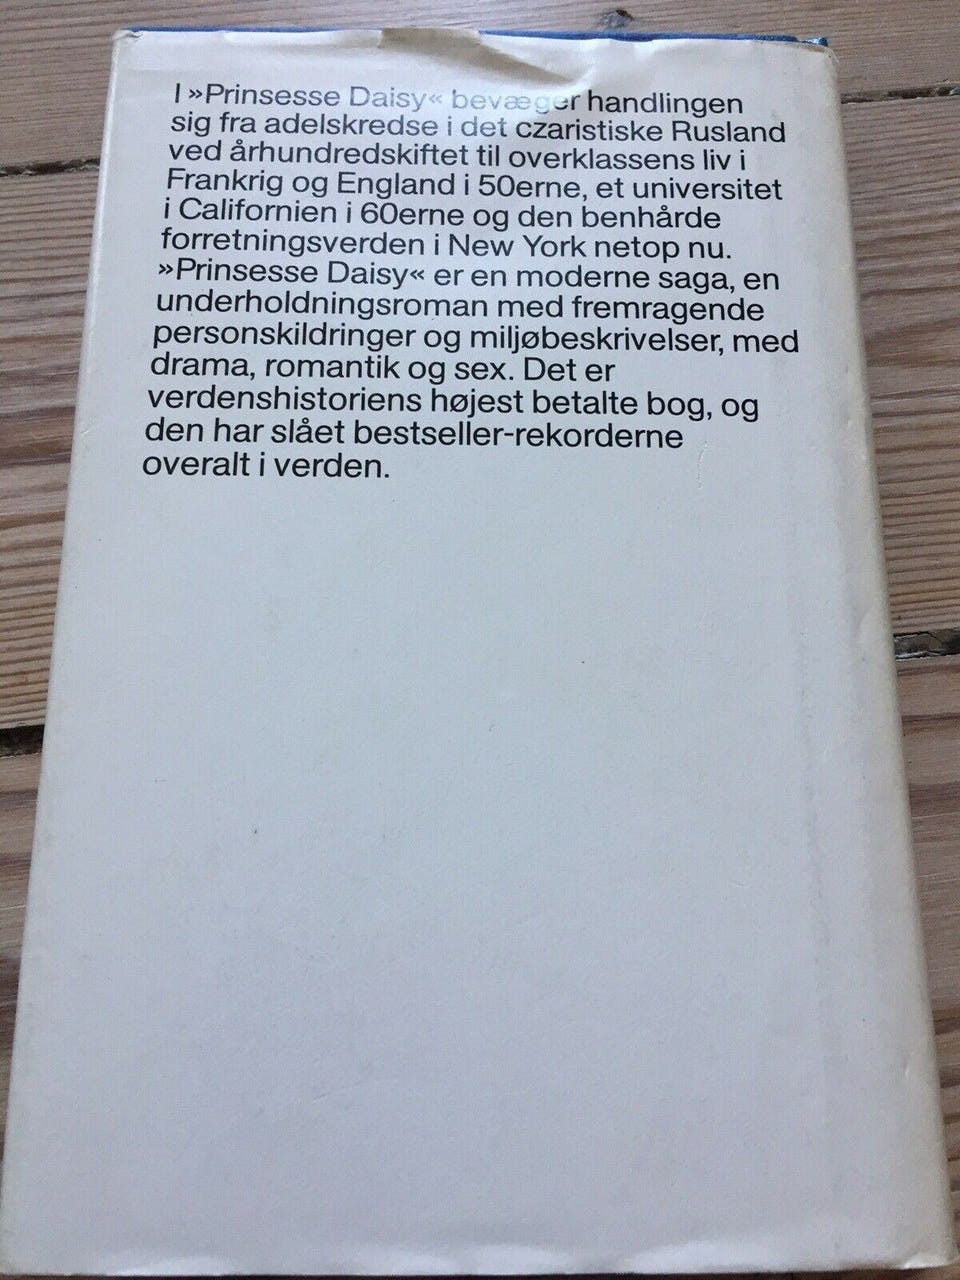 I »Prinsesse Daisy« bevæger handlingen
sig fra adelskredse i det czaristiske Rusland
ved århundredskiftet til overklassens liv i
Frankrig og England i 50erne, et universitet
i Californien i 60erne og den benhårde
forretningsverden i New York netop nu.
»Prinsesse Daisy« er en moderne saga, en
underholdningsroman med fremragende
personskildringer og miljøbeskrivelser, med
drama, romantik og sex. Det er
verdenshistoriens højest betalte bog, og
den har slået bestseller-rekorderne
overalt i verden.